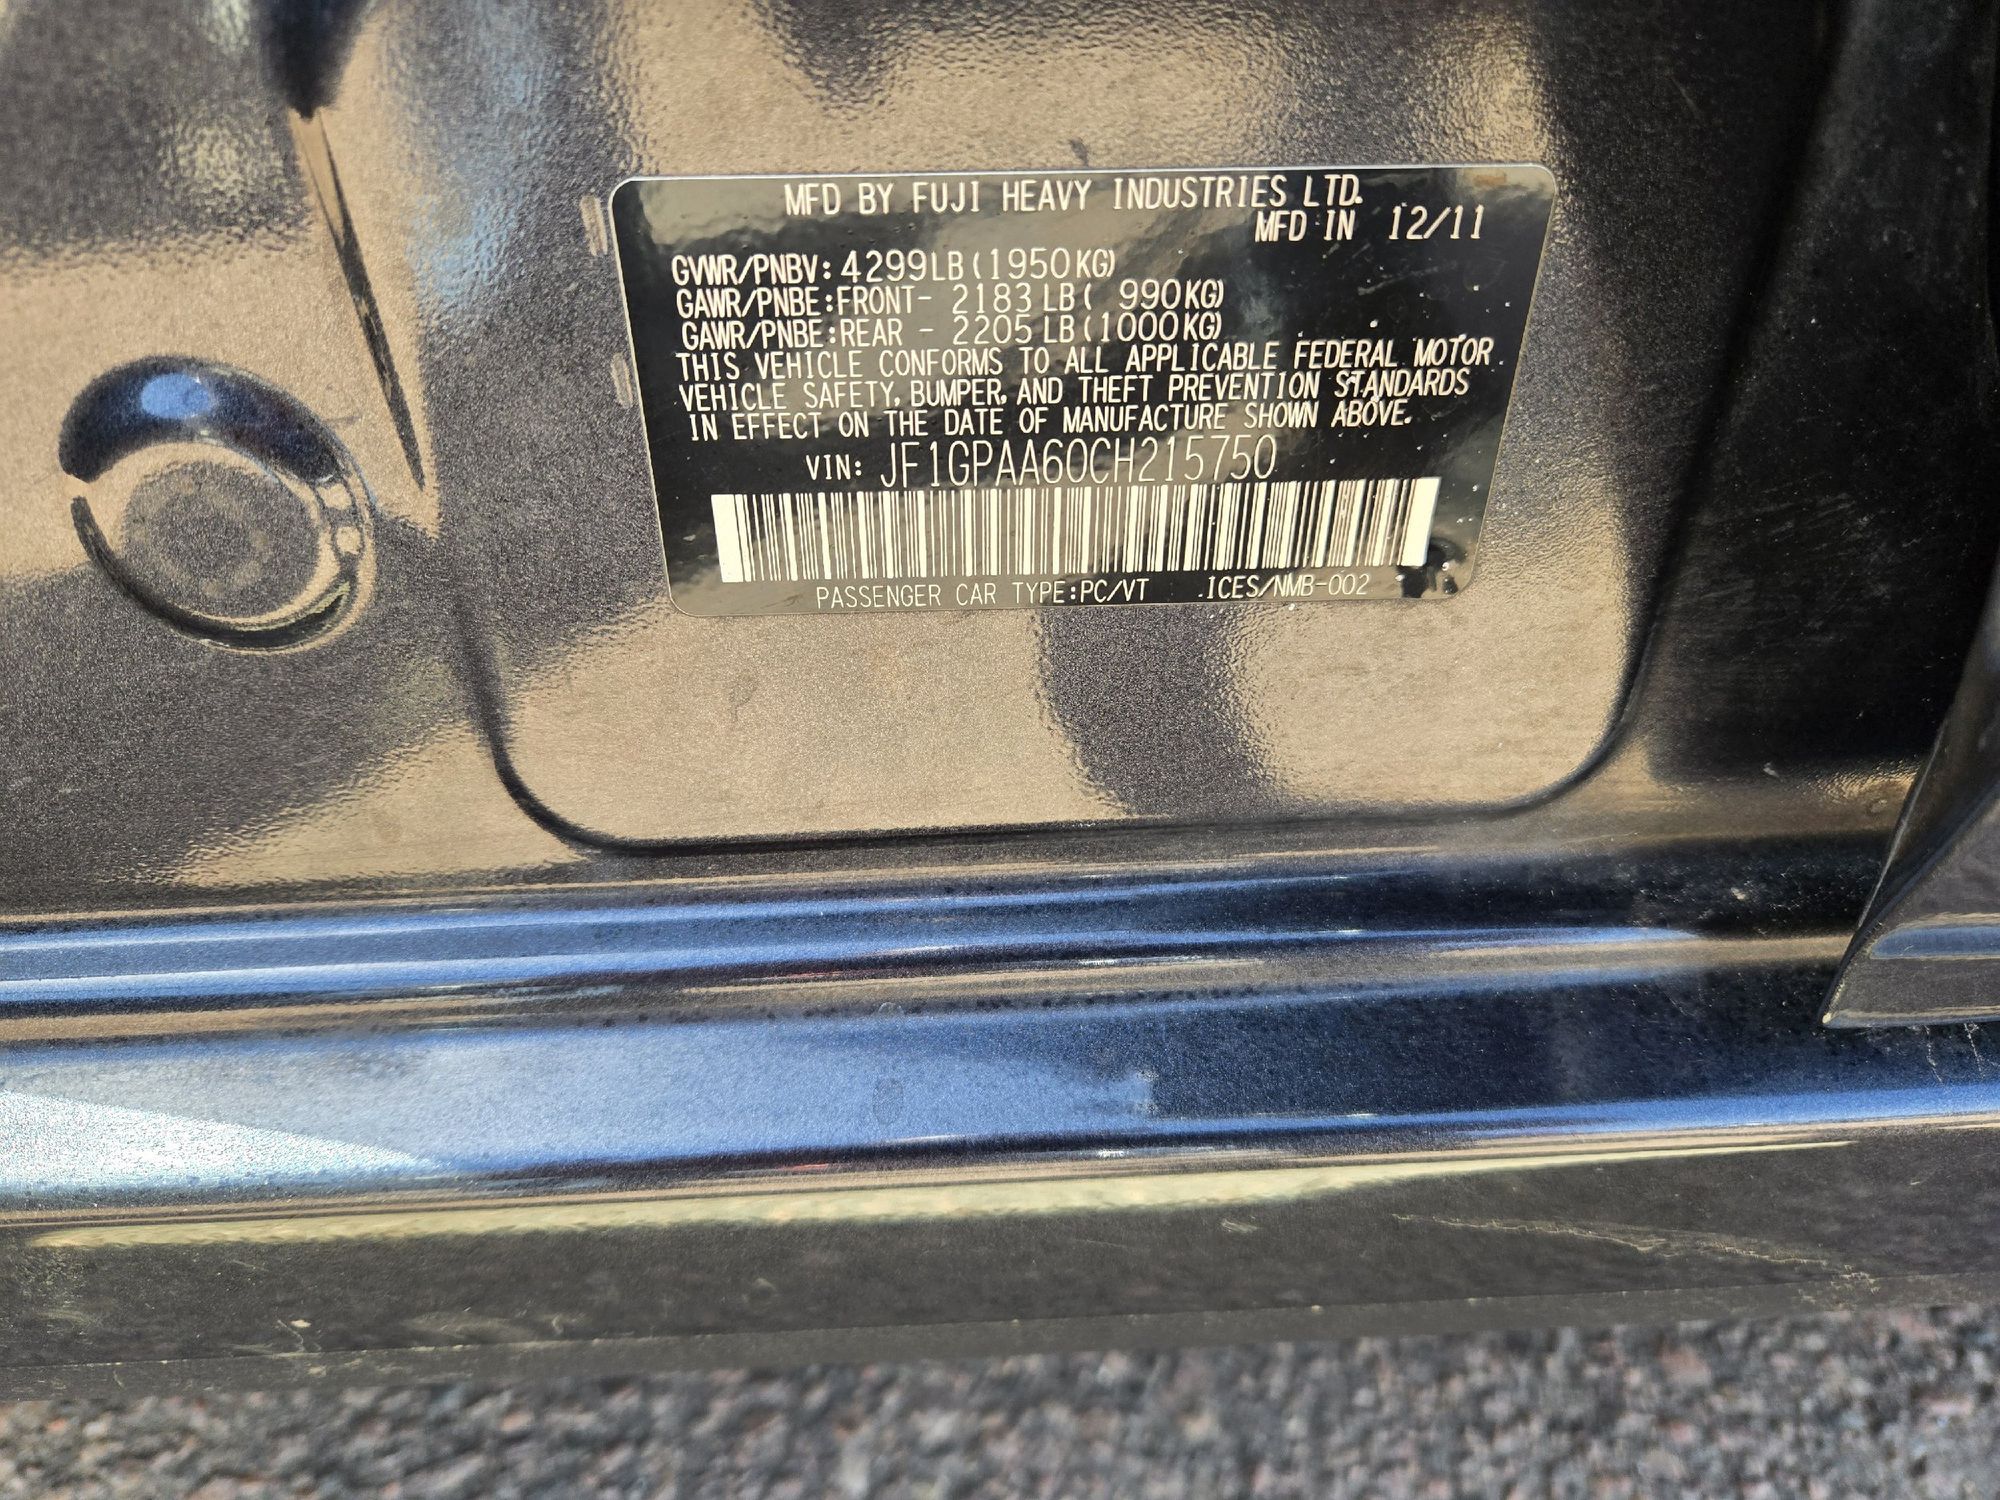 MFD BY FUJI HEAVY INDUSTRIES LTD.
MFD IN 12/11
GVWR/PNBV: 4299LB(1950KG)
GAWR/PNBE:FRONT- 2183LB( 990KG)
GAWR/PNBE:REAR - 2205LB(1000KG)
THIS VEHICLE CONFORMS TO ALL APPLICABLE FEDERAL MOTOR
VEHICLE SAFETY, BUMPER, AND THEFT PREVENTION STANDARDS
IN EFFECT ON THE DATE OF MANUFACTURE SHOWN ABOVE.
VIN: JF1GPAA60CH215750
PASSENGER CAR TYPE:PC/VT ICES/NMB-002